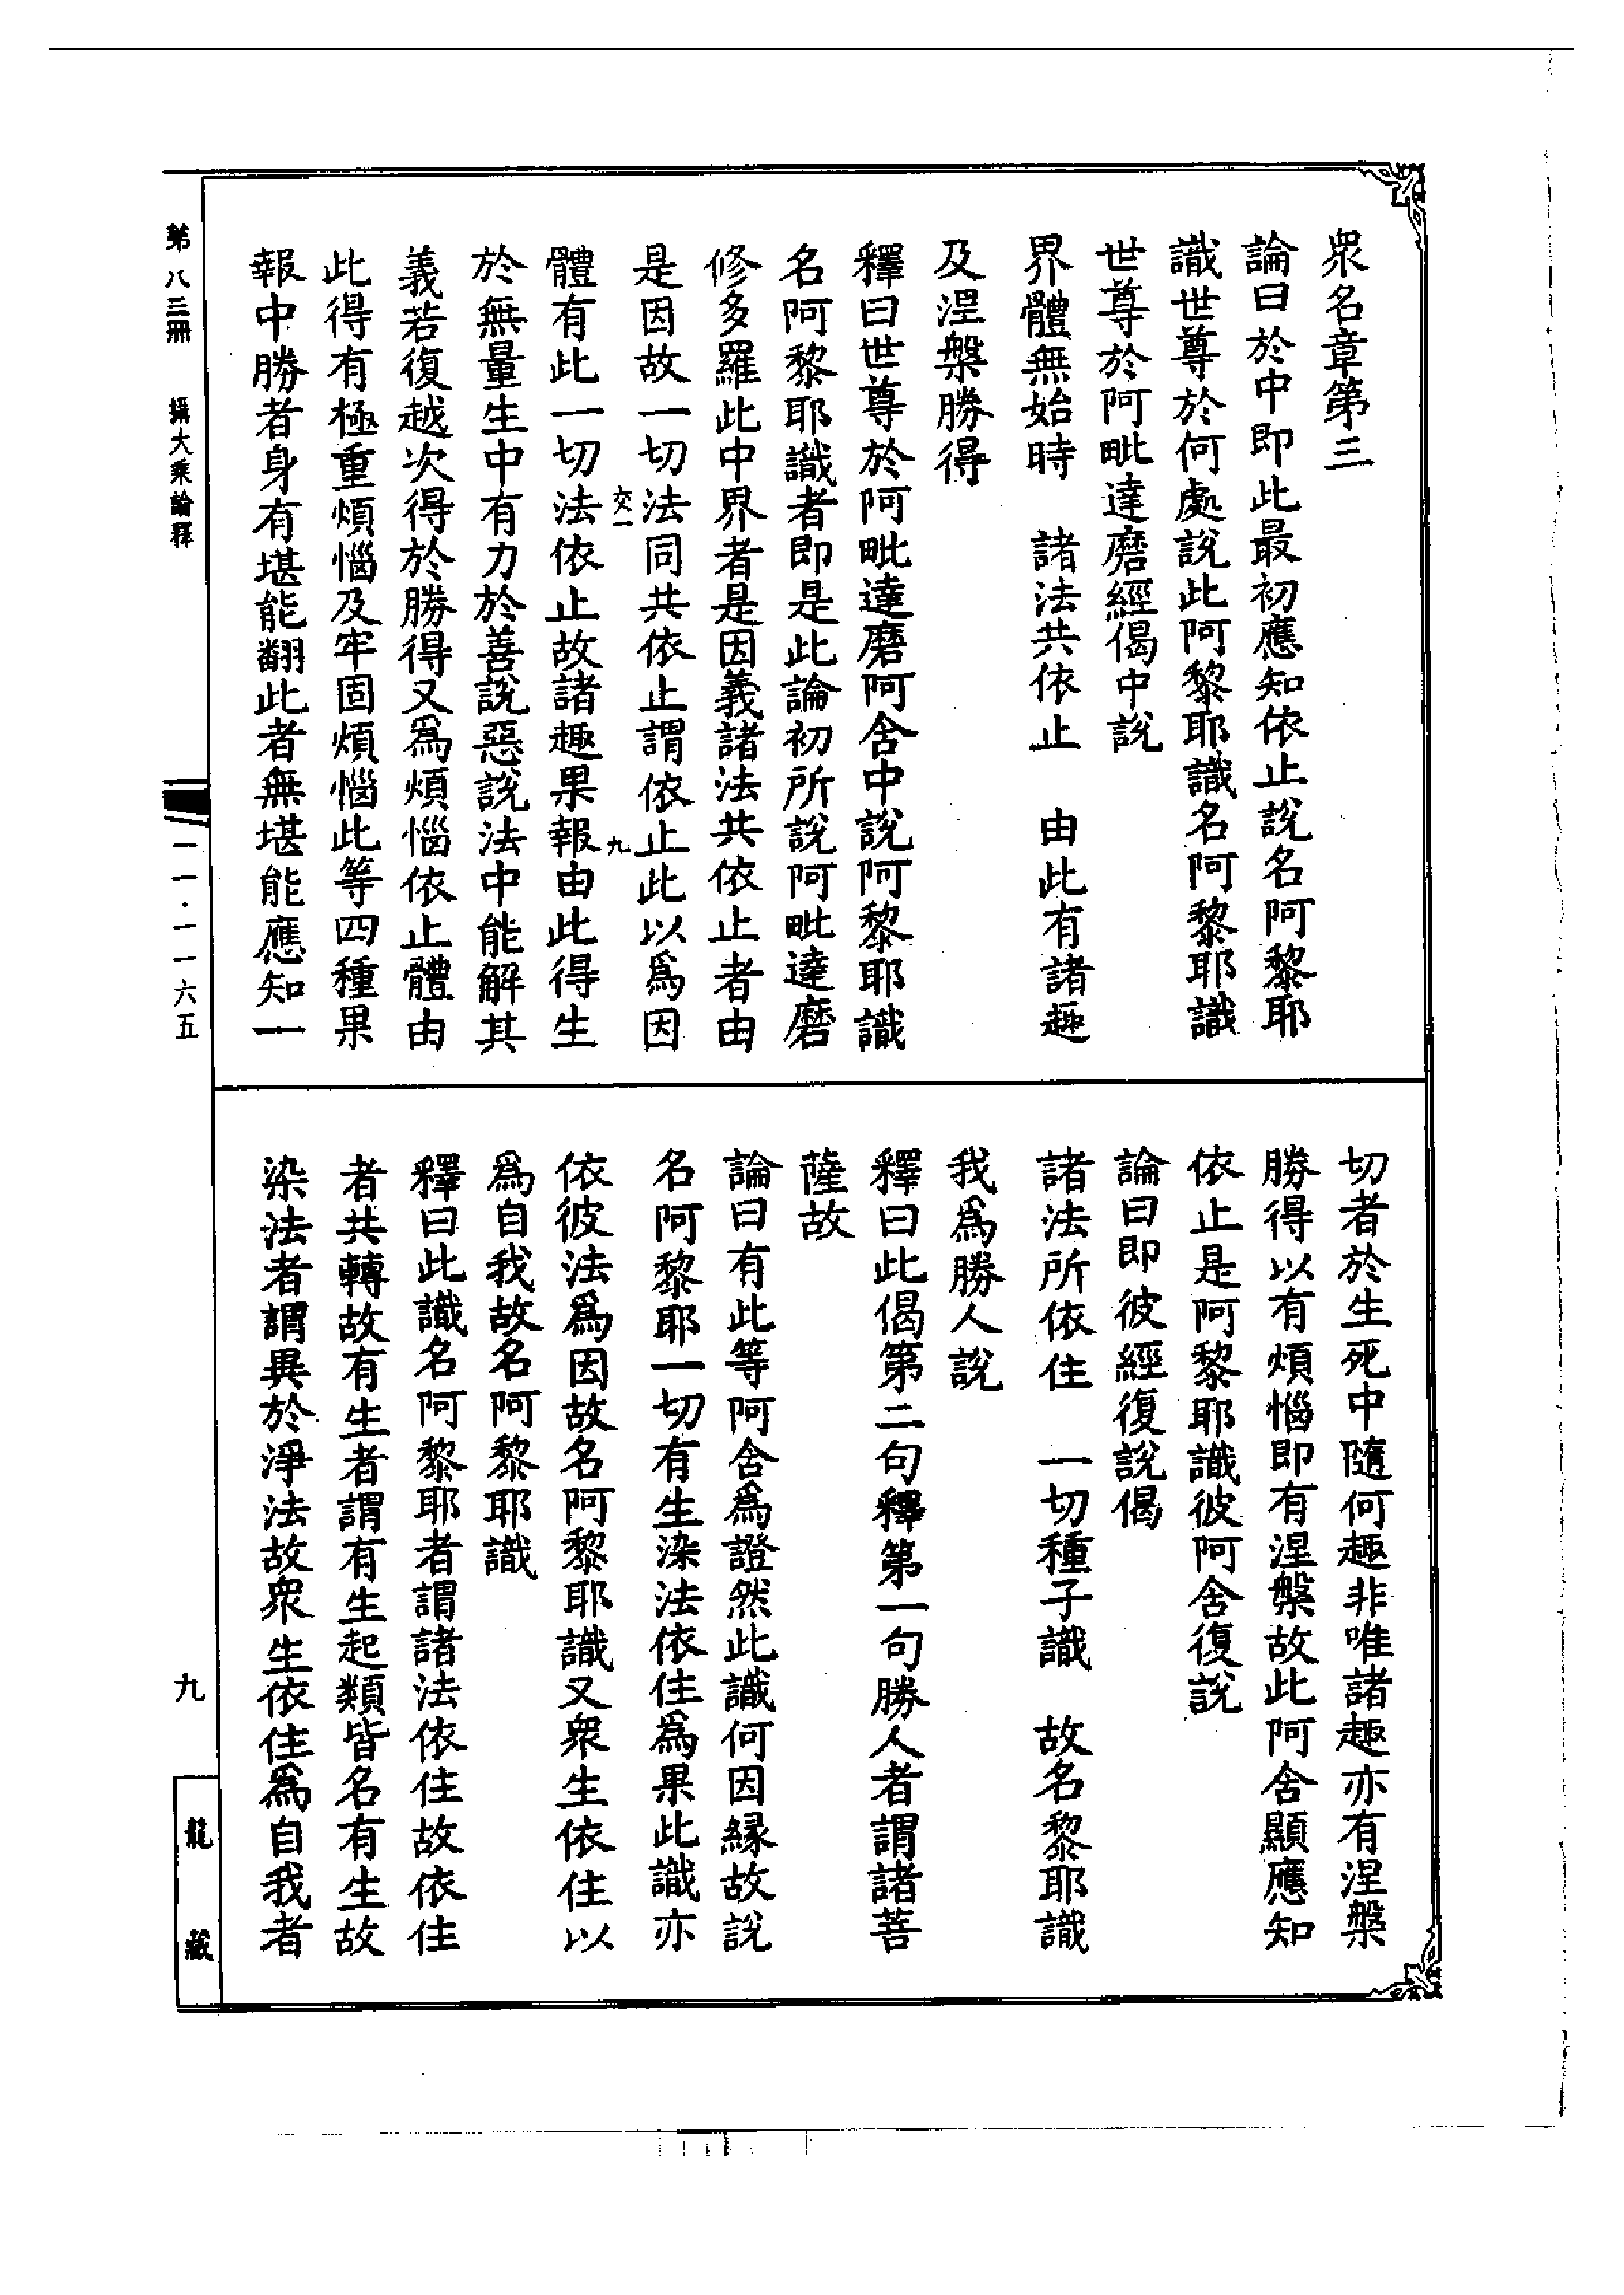 衆名章第三
論曰於中即此最初應知依止說名阿黎耶
識世尊於何處說此阿黎耶識名阿黎耶識
世尊於阿毗達磨經偈中說
界體無始時　諸法共依止　由此有諸趣
及涅槃勝得
釋曰世尊於阿毗達磨阿含中說阿黎耶識
名阿黎耶識者即是此論初所說阿毗達磨
修多羅此中界者是因義諸法共依止者由
是因故一切法同共依止謂依止此以爲因
交一　九
體有此一切法依止故諸趣果報由此得生
於無量生中有力於善說惡說法中能解其
義若復越次得於勝得又爲煩惱依止體由
此得有極重煩惱及牢固煩惱此等四種果
報中勝者身有堪能翻此者無堪能應知一
切者於生死中隨何趣非唯諸趣亦有涅槃
勝得以有煩惱即有涅槃故此阿含顯應知
依止是阿黎耶識彼阿含復說
論曰即彼經復說偈
諸法所依住　一切種子識　故名黎耶識
我爲勝人說
釋曰此偈第二句釋第一句勝人者謂諸菩
薩故
論曰有此等阿含爲證然此識何因緣故說
名阿黎耶一切有生染法依住爲果此識亦
依彼法爲因故名阿黎耶識又衆生依住以
爲自我故名阿黎耶識
釋曰此識名阿黎耶者謂諸法依住故依住
者共轉故有生者謂有生起類皆名有生故
染法者謂異於淨法故衆生依住爲自我者
第八三冊　攝大乘論釋
一一·一一六五
九
龍藏